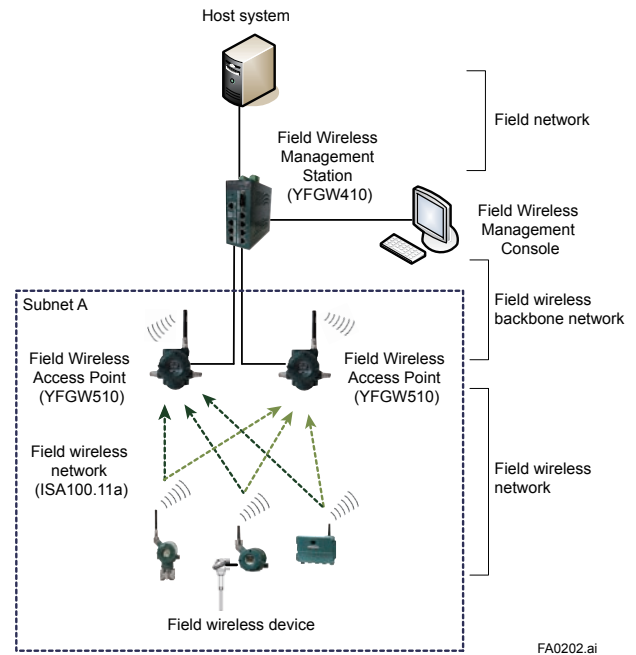 Host system
Field network
Field Wireless
Management
Station
(YFGW410)
Field Wireless
Management
Console
Subnet A
Field wireless
backbone network
Field Wireless
Access Point
(YFGW510)
Field Wireless
Access Point
(YFGW510)
Field wireless
network
(ISA100.11a)
Field wireless
network
Field wireless device
FA0202.ai